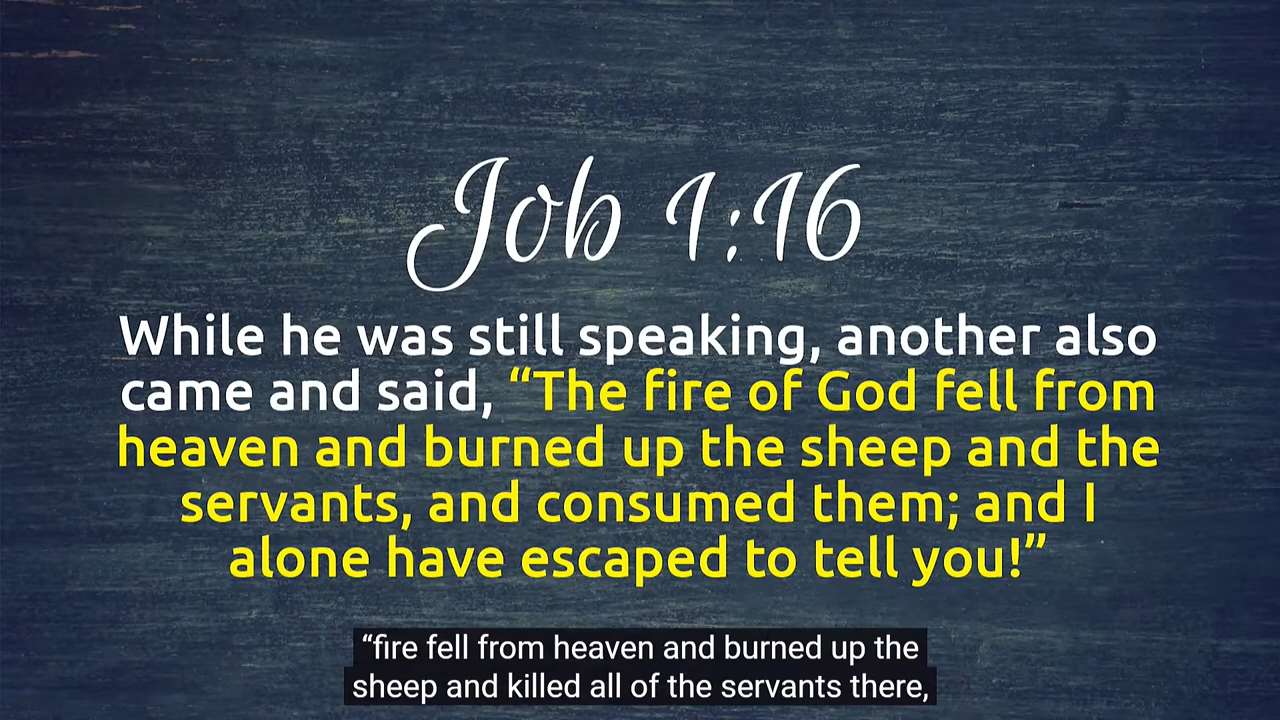 Job 1:16
While he was still speaking, another also
came and said, “The fire of God fell from
heaven and burned up the sheep and the
servants, and consumed them; and I
alone have escaped to tell you!”
“fire fell from heaven and burned up the
sheep and killed all of the servants there,